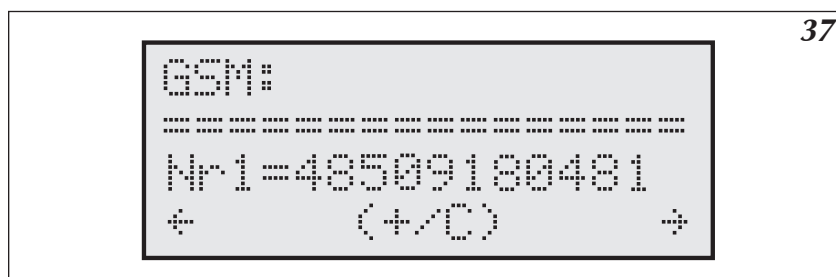 37
GSM:
================
Nr1=48509180481
← (+/C) →